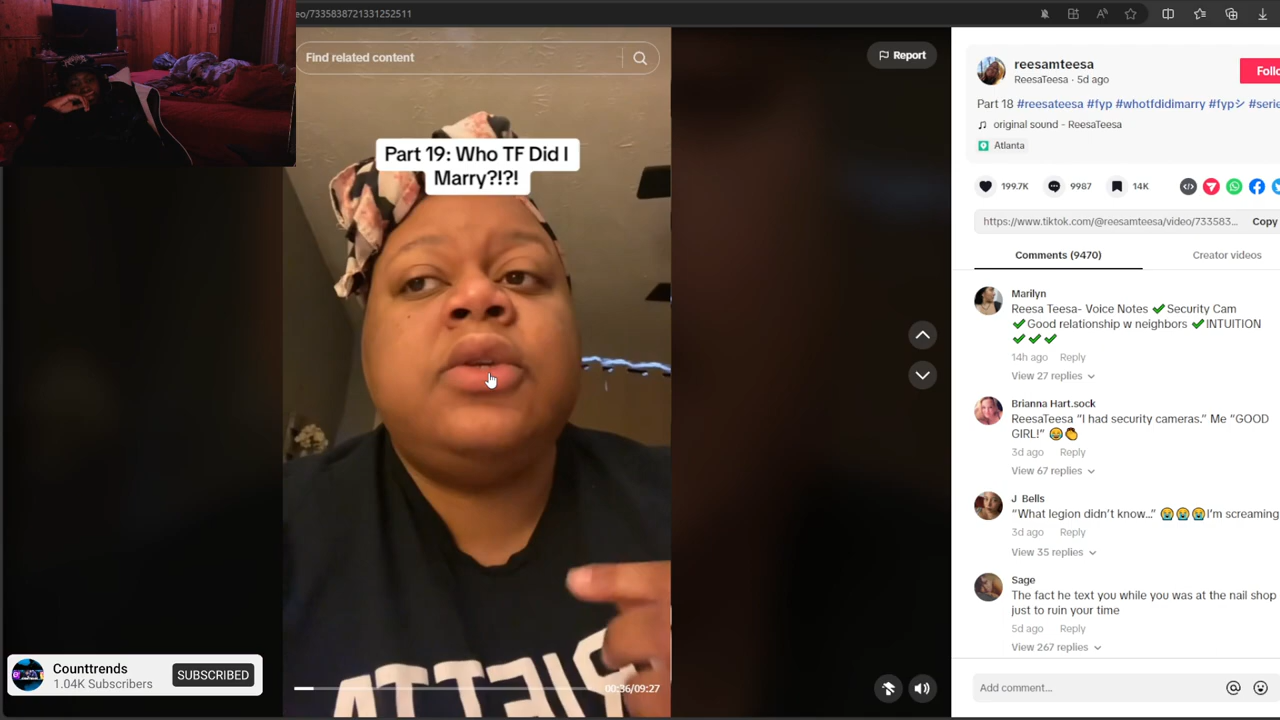 eo/7335838721331252511
Find related content
Report
Part 19: Who TF Did I
Marry?!?!
00:36/09:27
Counttrends
1.04K Subscribers
SUBSCRIBED
reesamteesa
ReesaTeesa · 5d ago
Part 18 #reesateesa #fyp #whotfdidimarry #fypシ #serie
original sound - ReesaTeesa
Atlanta
199.7K
9987
14K
https://www.tiktok.com/@reesamteesa/video/733583...
Copy
Comments (9470)
Creator videos
Marilyn
Reesa Teesa- Voice Notes ✔Security Cam
✔Good relationship w neighbors ✔INTUITION
✔✔✔
14h ago Reply
View 27 replies
Brianna Hart.sock
ReesaTeesa “I had security cameras.” Me “GOOD
GIRL!” 😂👏
3d ago Reply
View 67 replies
J Bells
“What legion didn’t know...” 😭😭😭I’m screaming
3d ago Reply
View 35 replies
Sage
The fact he text you while you was at the nail shop
just to ruin your time
5d ago Reply
View 267 replies
Add comment...